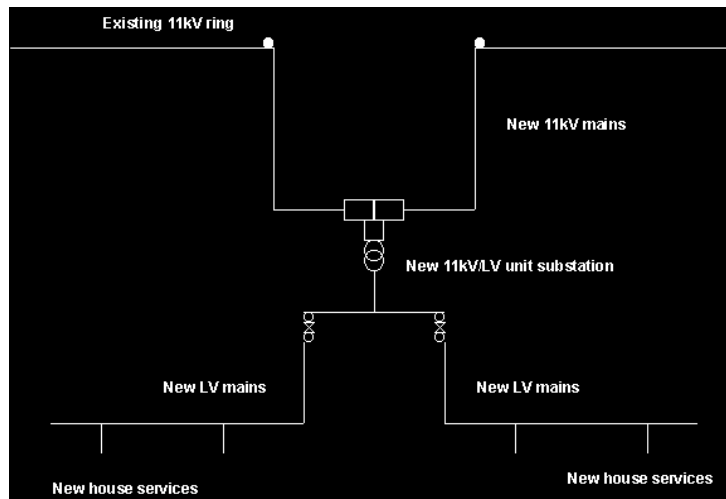 Existing 11kV ring
New 11kV mains
New 11kV/LV unit substation
New LV mains
New LV mains
New house services
New house services